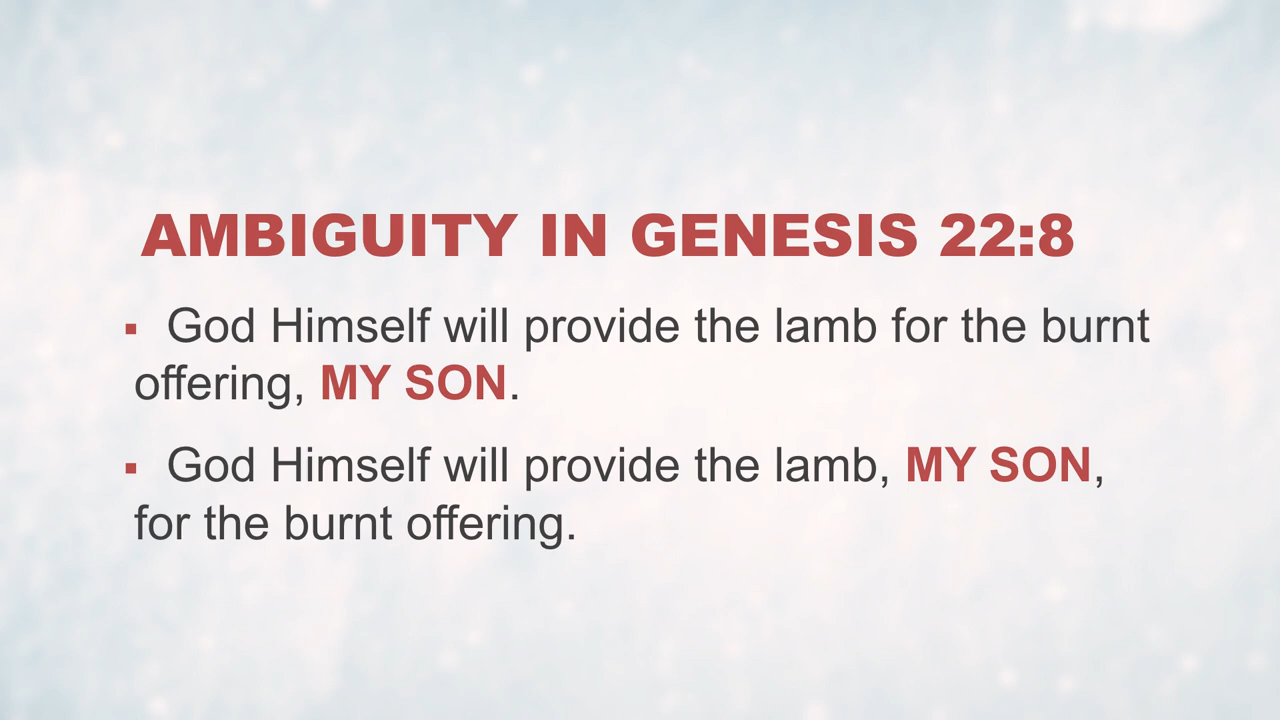 AMBIGUITY IN GENESIS 22:8
▪ God Himself will provide the lamb for the burnt
offering, MY SON.
▪ God Himself will provide the lamb, MY SON,
for the burnt offering.